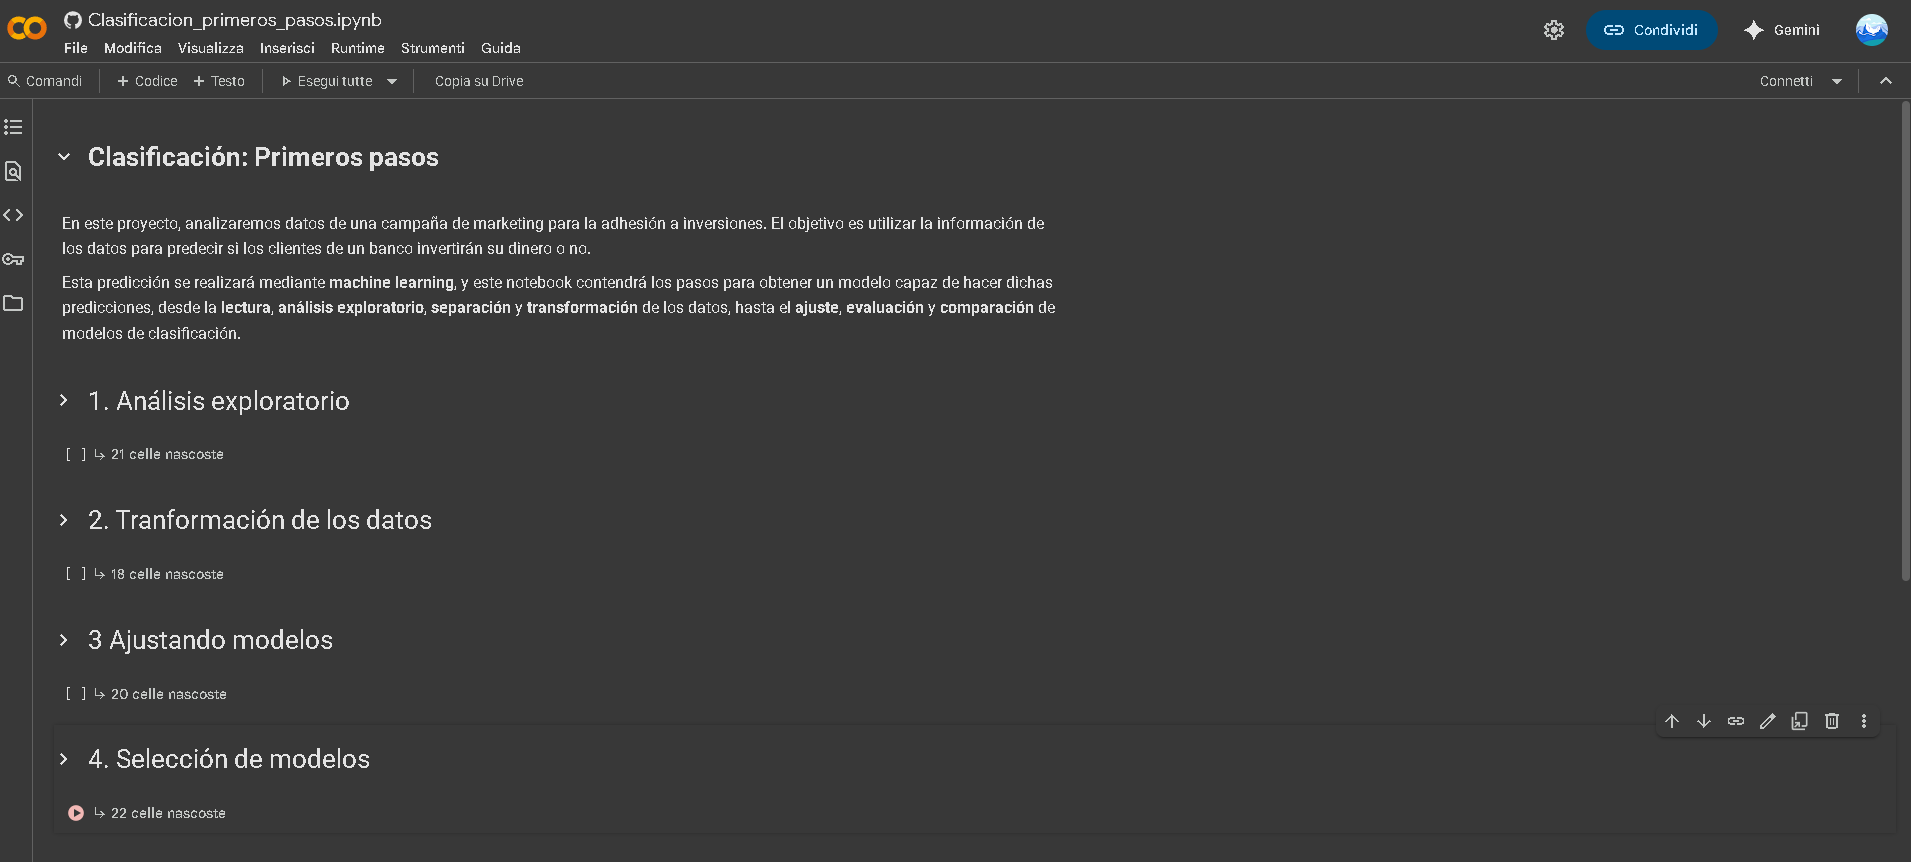 Clasificacion_primeros_pasos.ipynb
File Modifica Visualizza Inserisci Runtime Strumenti Guida
Condividi
Gemini
Comandi
+ Codice + Testo
Esegui tutte
Copia su Drive
Connetti
Clasificación: Primeros pasos
En este proyecto, analizaremos datos de una campaña de marketing para la adhesión a inversiones. El objetivo es utilizar la información de
los datos para predecir si los clientes de un banco invertirán su dinero o no.
Esta predicción se realizará mediante machine learning, y este notebook contendrá los pasos para obtener un modelo capaz de hacer dichas
predicciones, desde la lectura, análisis exploratorio, separación y transformación de los datos, hasta el ajuste, evaluación y comparación de
modelos de clasificación.
1. Análisis exploratorio
[ ] ↳ 21 celle nascoste
2. Tranformación de los datos
[ ] ↳ 18 celle nascoste
3 Ajustando modelos
[ ] ↳ 20 celle nascoste
4. Selección de modelos
↳ 22 celle nascoste